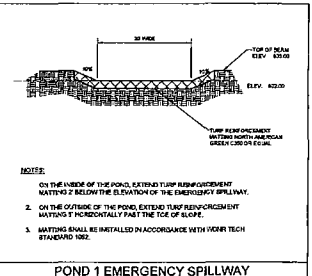 20' WIDE
TOP OF BERM
ELEV. 623.00
10%
10%
ELEV. 622.00
TURF REINFORCEMENT
MATTING NORTH AMERICAN
GREEN C350 OR EQUAL
NOTES:
ON THE INSIDE OF THE POND, EXTEND TURF REINFORCEMENT
MATTING 2' BELOW THE ELEVATION OF THE EMERGENCY SPILLWAY.
2. ON THE OUTSIDE OF THE POND, EXTEND TURF REINFORCEMENT
MATTING 5' HORIZONTALLY PAST THE TOE OF SLOPE.
3. MATTING SHALL BE INSTALLED IN ACCORDANCE WITH WDNR TECH
STANDARD 1052.
POND 1 EMERGENCY SPILLWAY